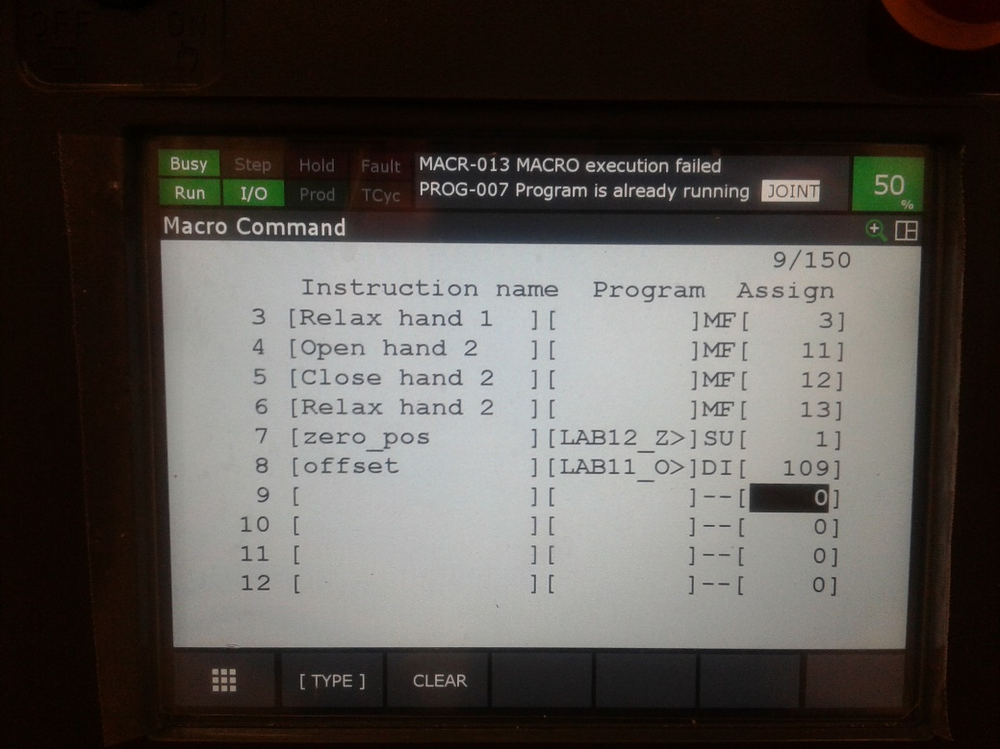 OFF ON
Busy Step Hold Fault MACR-013 MACRO execution failed
Run I/O Prod TCyc PROG-007 Program is already running JOINT 50 %
Macro Command
9/150
Instruction name Program Assign
3 [Relax hand 1 ][ ]MF[ 3]
4 [Open hand 2 ][ ]MF[ 11]
5 [Close hand 2 ][ ]MF[ 12]
6 [Relax hand 2 ][ ]MF[ 13]
7 [zero_pos ][LAB12_Z>]SU[ 1]
8 [offset ][LAB11_O>]DI[ 109]
9 [ ][ ]--[ 0]
10 [ ][ ]--[ 0]
11 [ ][ ]--[ 0]
12 [ ][ ]--[ 0]
[ TYPE ] CLEAR